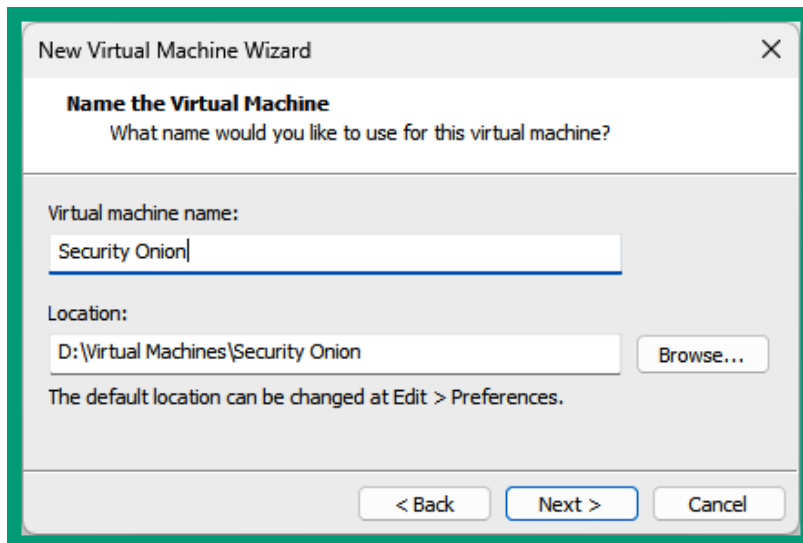 New Virtual Machine Wizard
Name the Virtual Machine
What name would you like to use for this virtual machine?
Virtual machine name:
Security Onion
Location:
D:\Virtual Machines\Security Onion
Browse...
The default location can be changed at Edit > Preferences.
< Back
Next >
Cancel